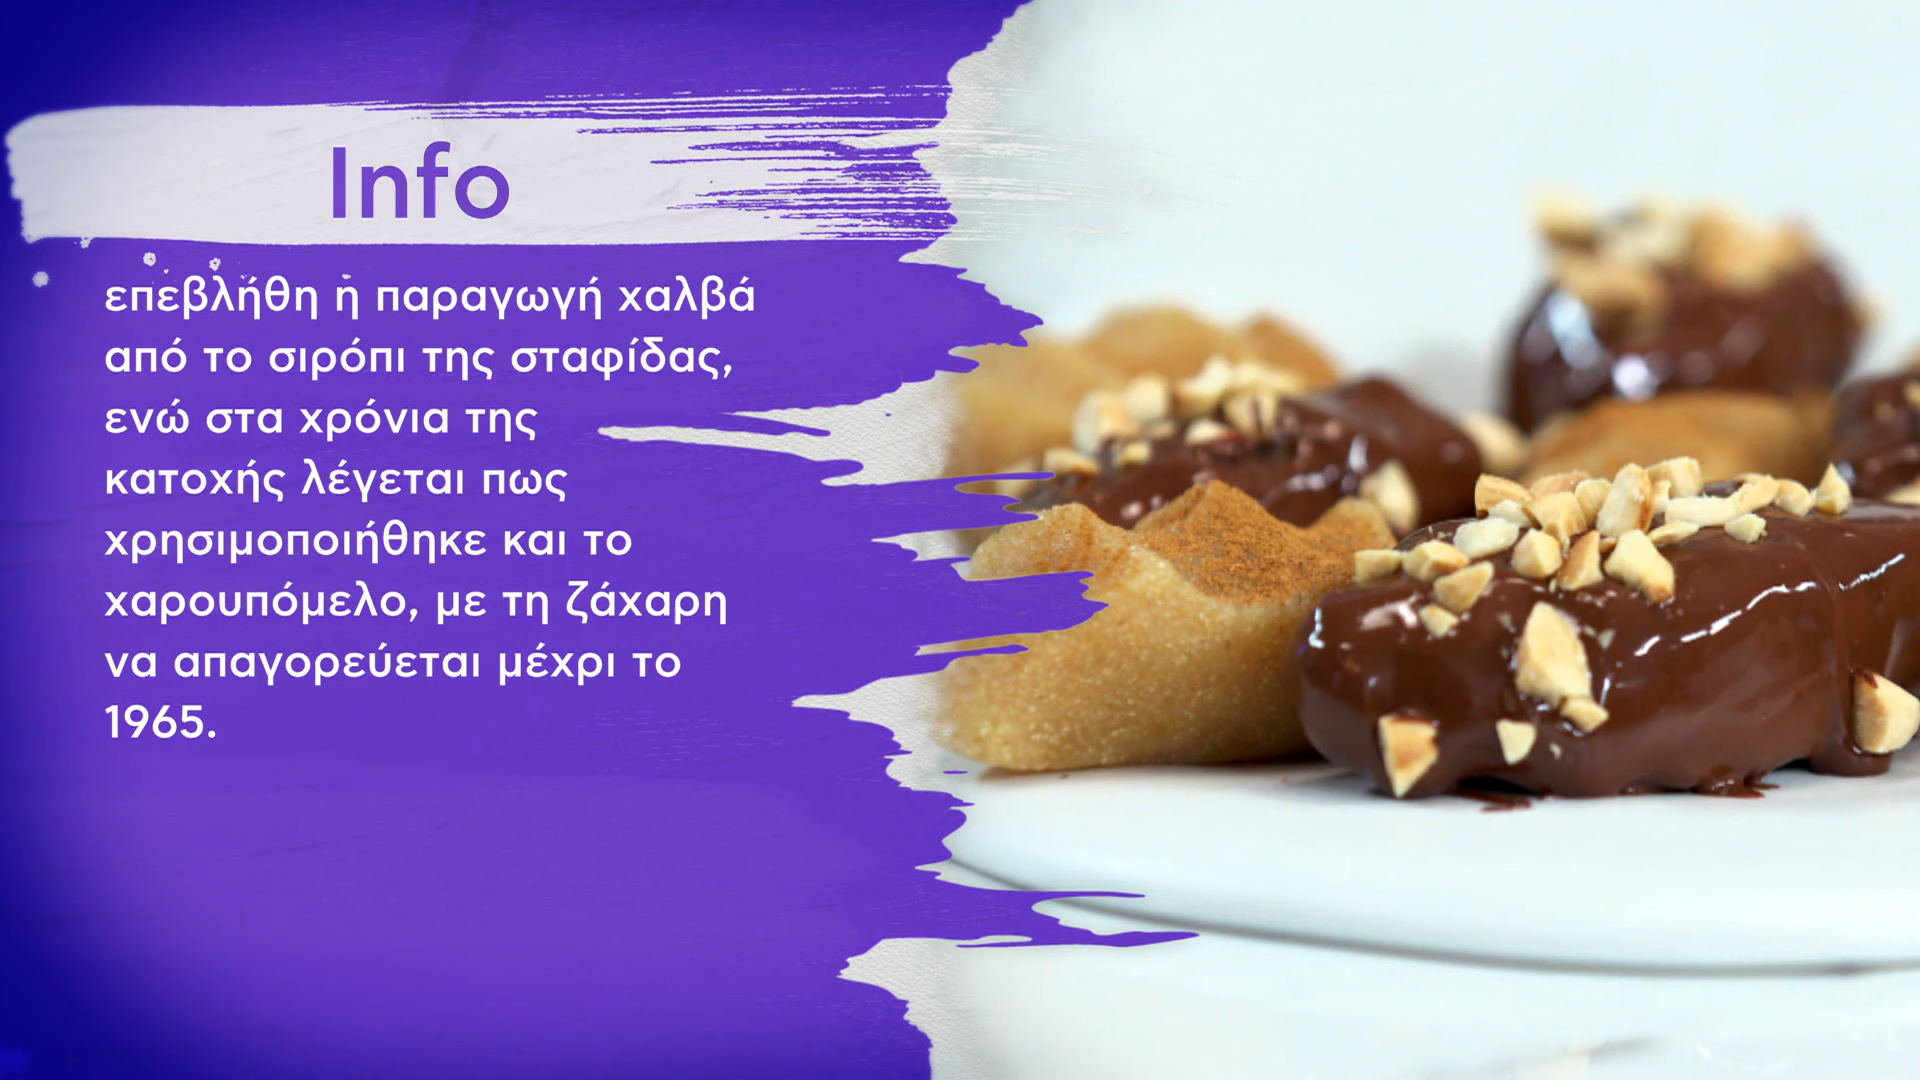 Info
επεβλήθη η παραγωγή χαλβά
από το σιρόπι της σταφίδας,
ενώ στα χρόνια της
κατοχής λέγεται πως
χρησιμοποιήθηκε και το
χαρουπόμελο, με τη ζάχαρη
να απαγορεύεται μέχρι το
1965.